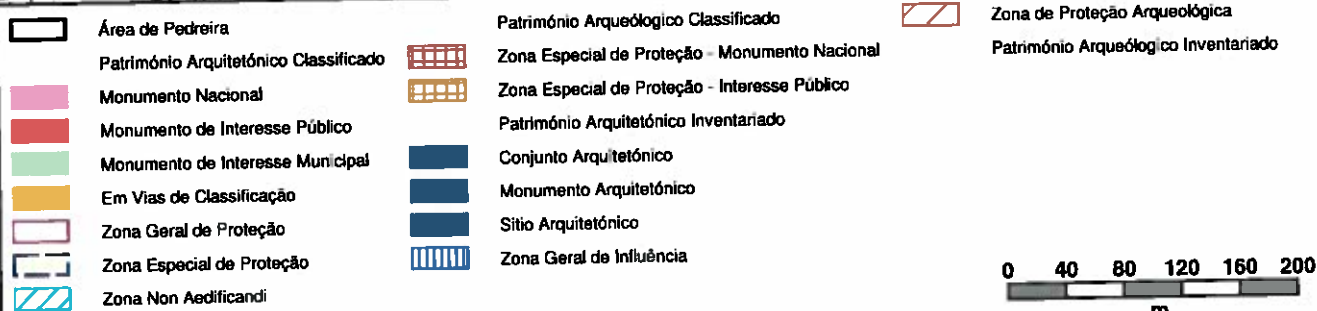 Área de Pedreira
Património Arquitetónico Classificado
Monumento Nacional
Monumento de Interesse Público
Monumento de Interesse Municipal
Em Vias de Classificação
Zona Geral de Proteção
Zona Especial de Proteção
Zona Non Aedificandi
Património Arqueólogico Classificado
Zona Especial de Proteção - Monumento Nacional
Zona Especial de Proteção - Interesse Público
Património Arquitetónico Inventariado
Conjunto Arquitetónico
Monumento Arquitetónico
Sitio Arquitetónico
Zona Geral de Influência
Zona de Proteção Arqueológica
Património Arqueólogico Inventariado
0 40 80 120 160 200
m